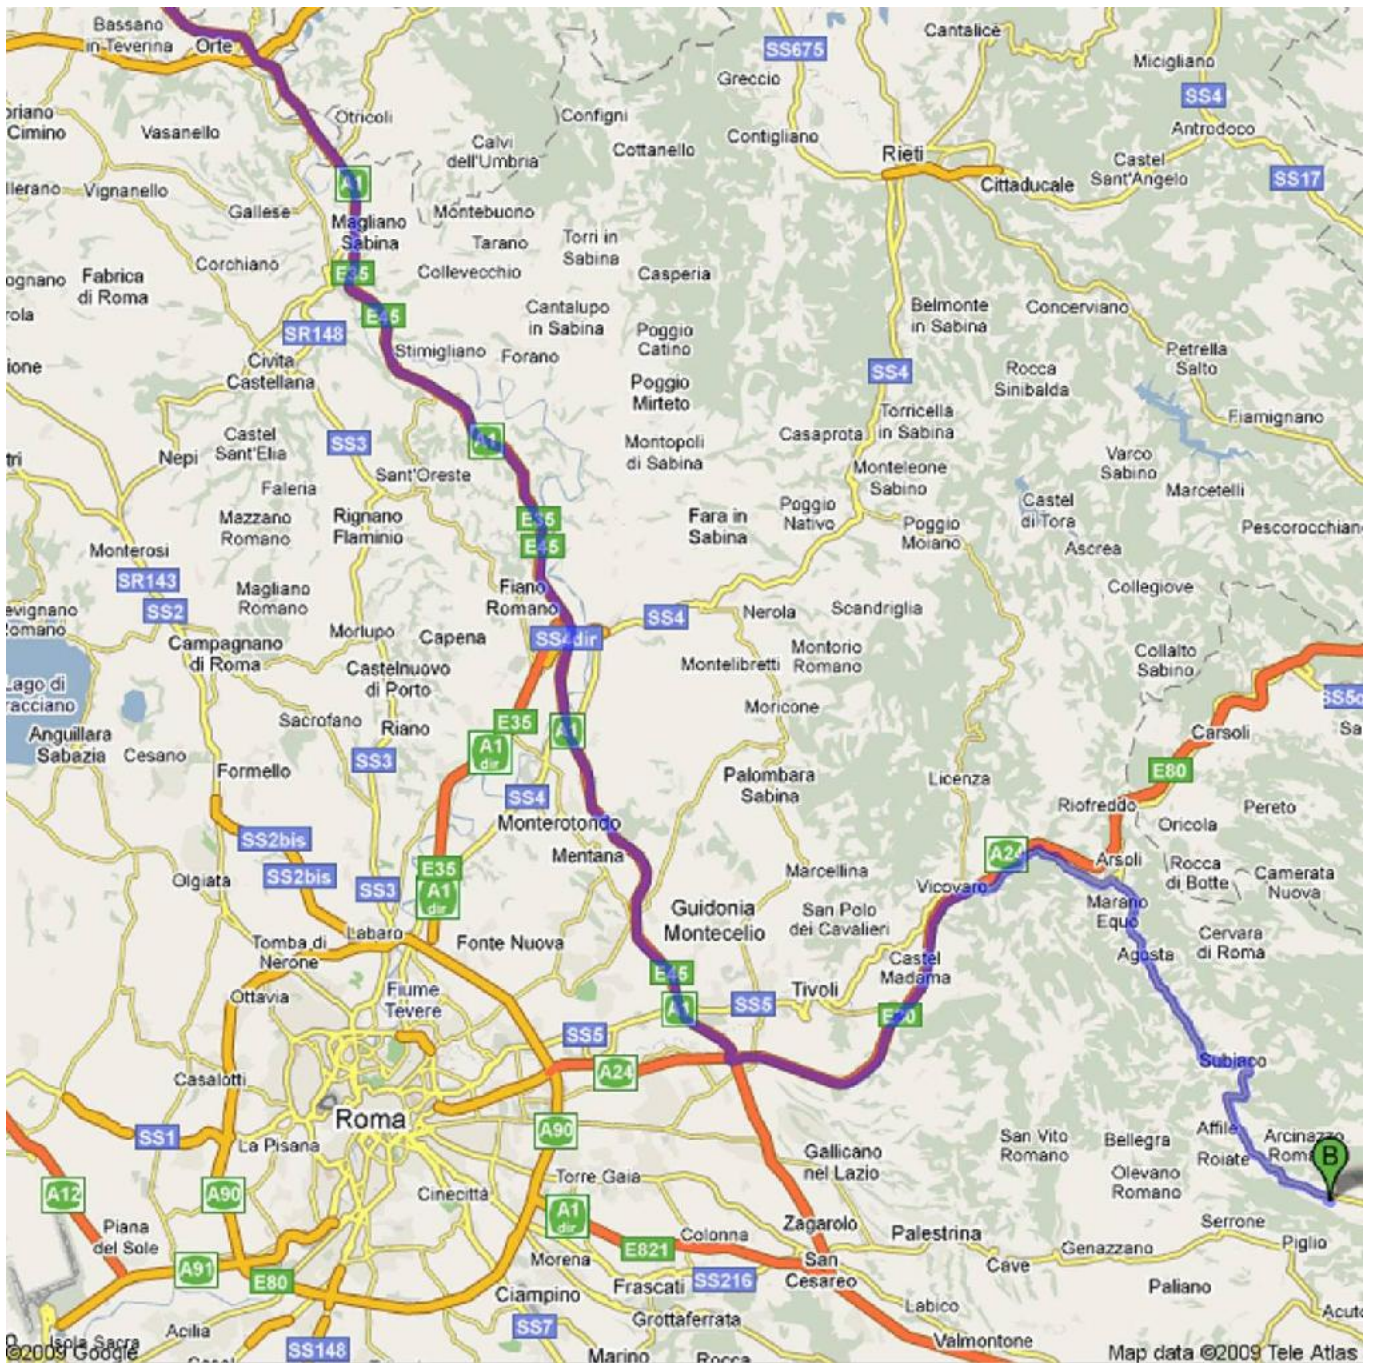 Bassano
in Teverina
Orte
SS675
Cantalice
Micigliano
Greccio
SS4
Otricoli
Configni
Cimino
Vasanello
Calvi
dell'Umbria
Cottanello
Contigliano
Rieti
Antrodoco
Castel
Sant'Angelo
SS17
Cittaducale
Vignanello
A1
Gallese
Magliano
Sabina
Montebuono
Tarano
Torri in
Sabina
Corchiano
E35
Collevecchio
Casperia
Fabrica
di Roma
Cantalupo
in Sabina
Belmonte
in Sabina
Concerviano
E45
SR148
Poggio
Catino
Stimigliano
Forano
Civita
Castellana
Petrella
Salto
SS4
Rocca
Sinibalda
Poggio
Mirteto
Torricella
in Sabina
Fiamignano
Casaprota
Castel
Sant'Elia
SS3
A1
Montopoli
di Sabina
Nepi
Varco
Sabino
Monteleone
Sabino
Sant'Oreste
Marcetelli
Faleria
Castel
di Tora
Poggio
Nativo
Mazzano
Romano
Rignano
Flaminio
E35
Fara in
Sabina
Poggio
Moiano
Pescorocchian
Monterosi
E45
Ascrea
SR143
SS2
Magliano
Romano
Fiano
Romano
Collegiove
Nerola
Scandriglia
SS4
evignano
Romano
Morlupo
Capena
SS4dir
Campagnano
di Roma
Castelnuovo
di Porto
Montelibretti
Montorio
Romano
Collalto
Sabino
Lago di
racciano
Anguillara
Sabazia
Cesano
Sacrofano
Riano
E35
Moricone
Carsoli
A1
dir
A1
SS3
Formello
E80
Palombara
Sabina
Licenza
SS4
Riofreddo
Pereto
Monterotondo
Oricola
SS2bis
Mentana
A24
Arsoli
SS2bis
Olgiata
E35
Marcellina
Rocca
di Botte
Camerata
Nuova
SS3
A1
dir
Vicovaro
Marano
Equo
Guidonia
Montecelio
San Polo
dei Cavalieri
Labaro
Tomba di
Nerone
Fonte Nuova
Cervara
di Roma
Agosta
Castel
Madama
E45
Ottavia
Fiume
Tevere
A1
SS5
Tivoli
E80
SS5
Subiaco
A24
Casalotti
Roma
A90
SS1
La Pisana
San Vito
Romano
Bellegra
Affile
Arcinazzo
Roma
B
Gallicano
nel Lazio
Roiate
Olevano
Romano
A12
A90
Torre Gaia
Cinecittà
A1
dir
Piana
del Sole
Zagarolo
Palestrina
Serrone
Colonna
E821
Genazzano
Piglio
A91
E80
Morena
San
Cesareo
Cave
Frascati
SS216
Ciampino
Paliano
Labico
Grottaferrata
SS7
Acuto
Acilia
Isola Sacra
SS148
Valmontone
Marino
Rocca
©2009 Google
Map data ©2009 Tele Atlas